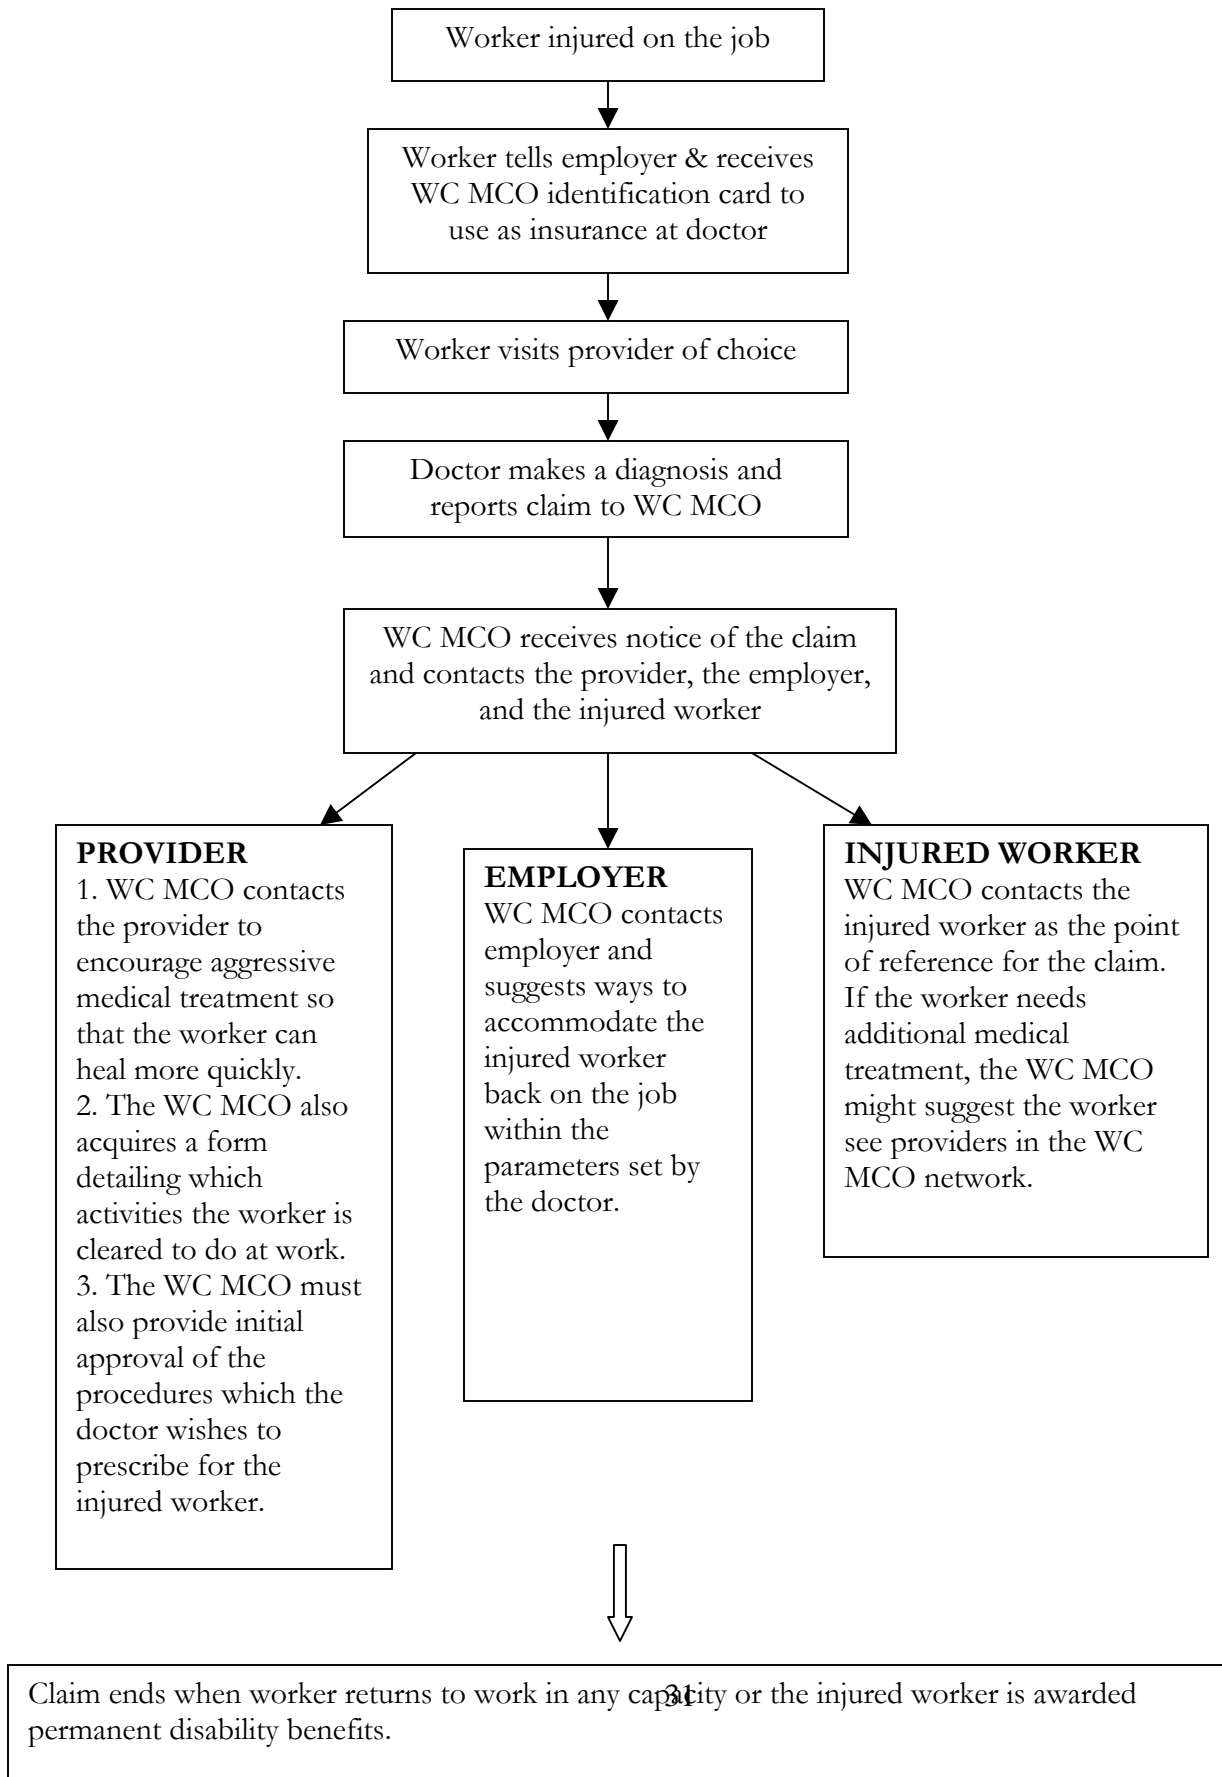 Worker injured on the job
Worker tells employer & receives
WC MCO identification card to
use as insurance at doctor
Worker visits provider of choice
Doctor makes a diagnosis and
reports claim to WC MCO
WC MCO receives notice of the claim
and contacts the provider, the employer,
and the injured worker
PROVIDER
1. WC MCO contacts
the provider to
encourage aggressive
medical treatment so
that the worker can
heal more quickly.
2. The WC MCO also
acquires a form
detailing which
activities the worker is
cleared to do at work.
3. The WC MCO must
also provide initial
approval of the
procedures which the
doctor wishes to
prescribe for the
injured worker.
EMPLOYER
WC MCO contacts
employer and
suggests ways to
accommodate the
injured worker
back on the job
within the
parameters set by
the doctor.
INJURED WORKER
WC MCO contacts the
injured worker as the point
of reference for the claim.
If the worker needs
additional medical
treatment, the WC MCO
might suggest the worker
see providers in the WC
MCO network.
Claim ends when worker returns to work in any capacity or the injured worker is awarded
permanent disability benefits.
31